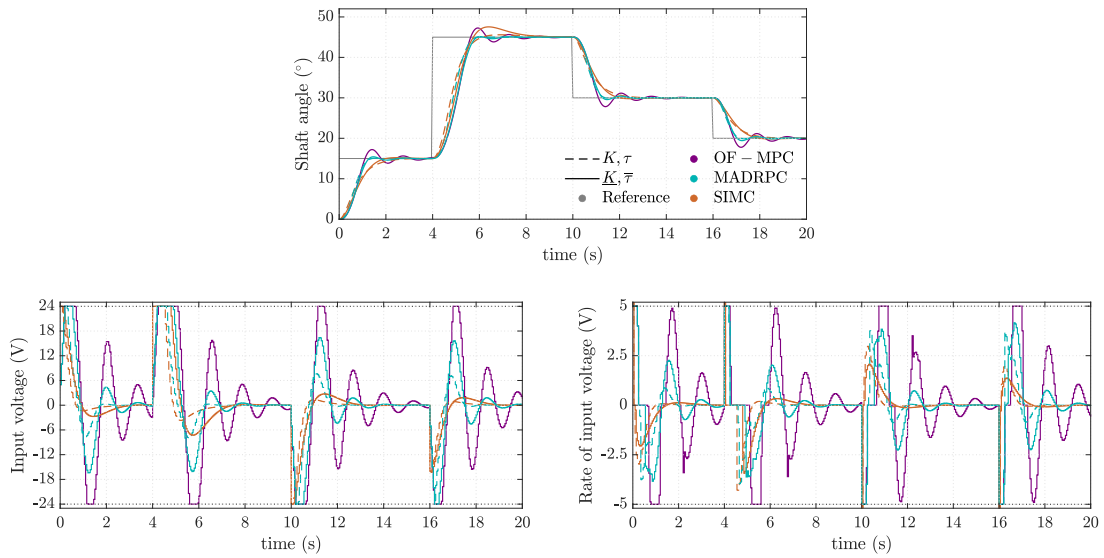 50
40
30
20
10
0
Shaft angle (°)
K, τ
K, τ
Reference
OF − MPC
MADRPC
SIMC
0 2 4 6 8 10 12 14 16 18 20
time (s)
24
18
12
6
0
-6
-12
-18
-24
Input voltage (V)
0 2 4 6 8 10 12 14 16 18 20
time (s)
5
2.5
0
-2.5
-5
Rate of input voltage (V)
0 2 4 6 8 10 12 14 16 18 20
time (s)